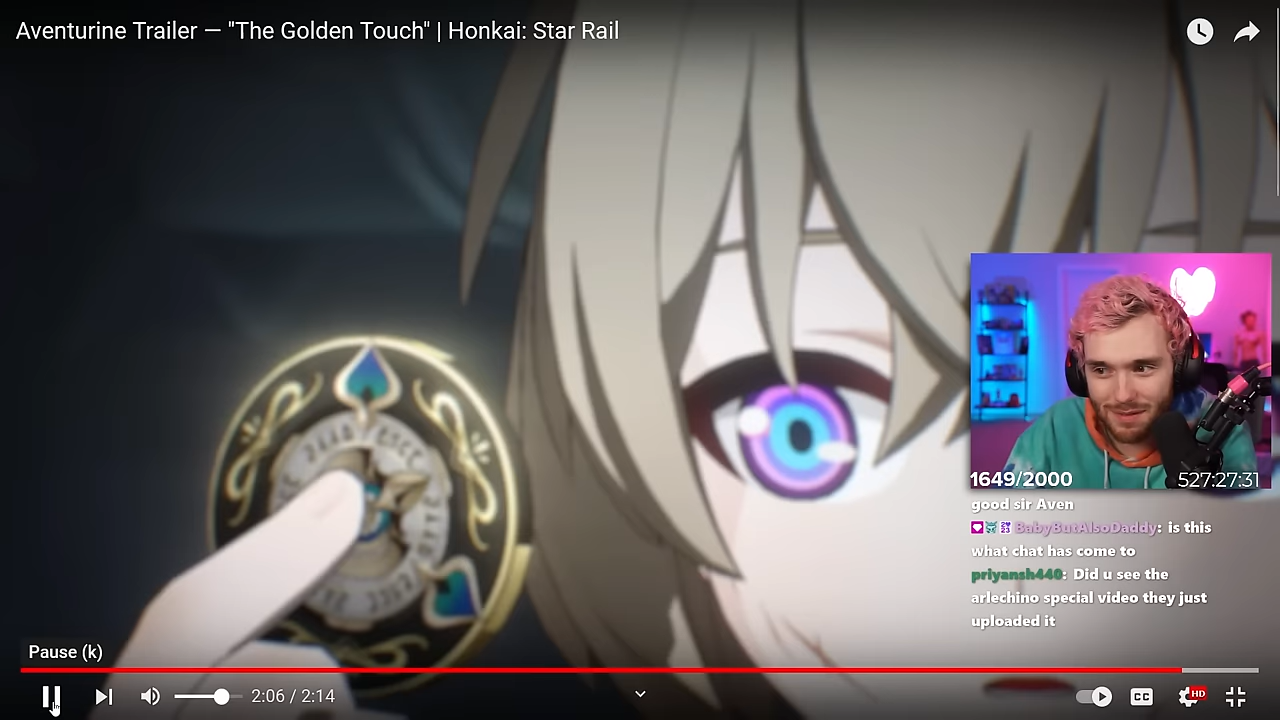 Aventurine Trailer — "The Golden Touch" | Honkai: Star Rail
1649/2000
527:27:31
good sir Aven
BabyButAlsoDaddy: is this
what chat has come to
priyansh440: Did u see the
arlechino special video they just
uploaded it
Pause (k)
2:06 / 2:14
CC
HD